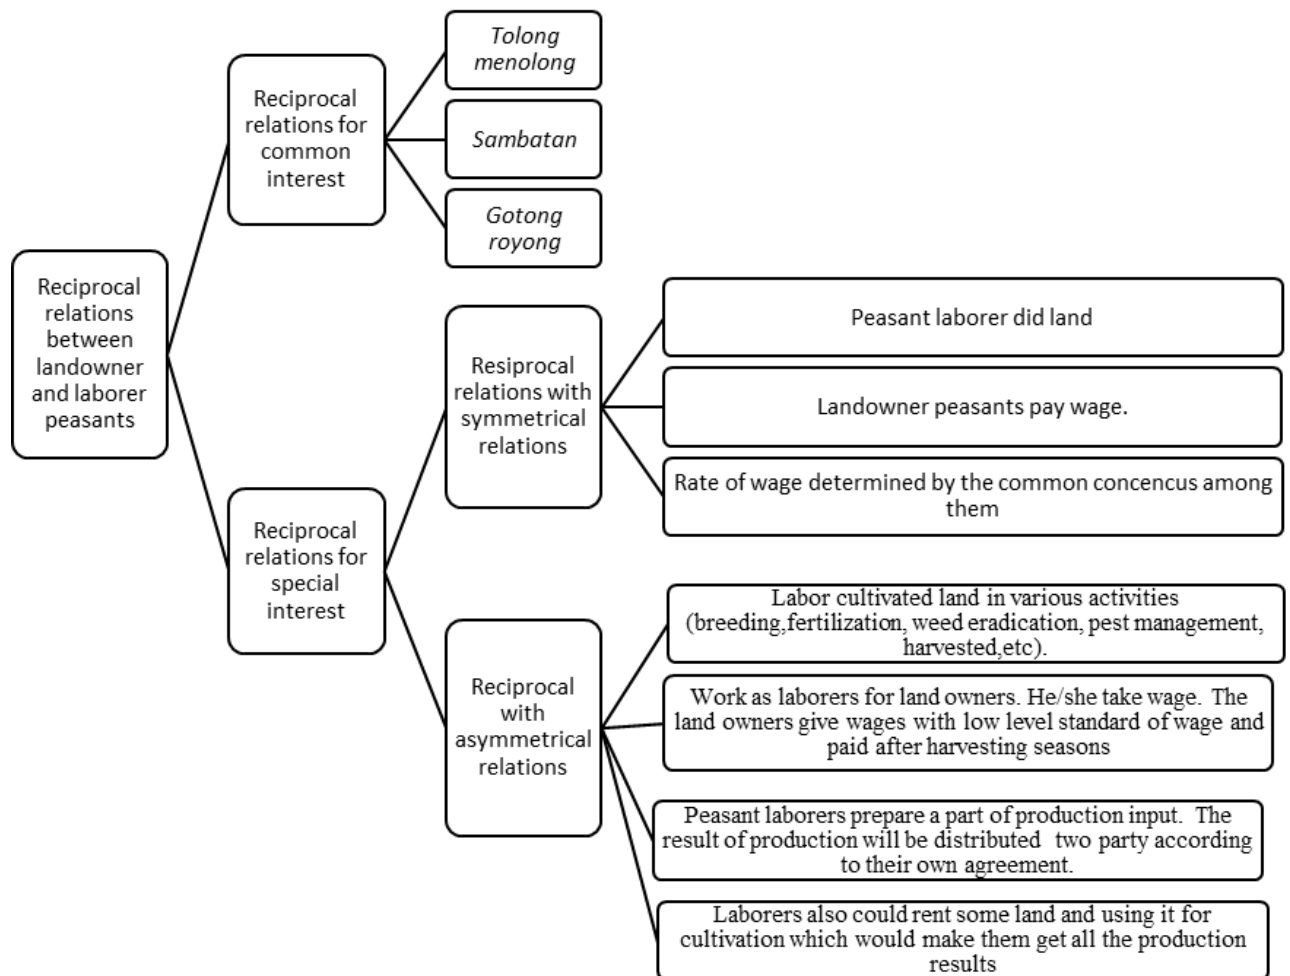 Reciprocal
relations
between
landowner
and laborer
peasants
Reciprocal
relations for
common
interest
Tolong
menolong
Sambatan
Gotong
royong
Reciprocal
relations for
special
interest
Resiprocal
relations with
symmetrical
relations
Peasant laborer did land
Landowner peasants pay wage.
Rate of wage determined by the common concencus among
them
Reciprocal
with
asymmetrical
relations
Labor cultivated land in various activities
(breeding,fertilization, weed eradication, pest management,
harvested,etc).
Work as laborers for land owners. He/she take wage. The
land owners give wages with low level standard of wage and
paid after harvesting seasons
Peasant laborers prepare a part of production input. The
result of production will be distributed two party according
to their own agreement.
Laborers also could rent some land and using it for
cultivation which would make them get all the production
results